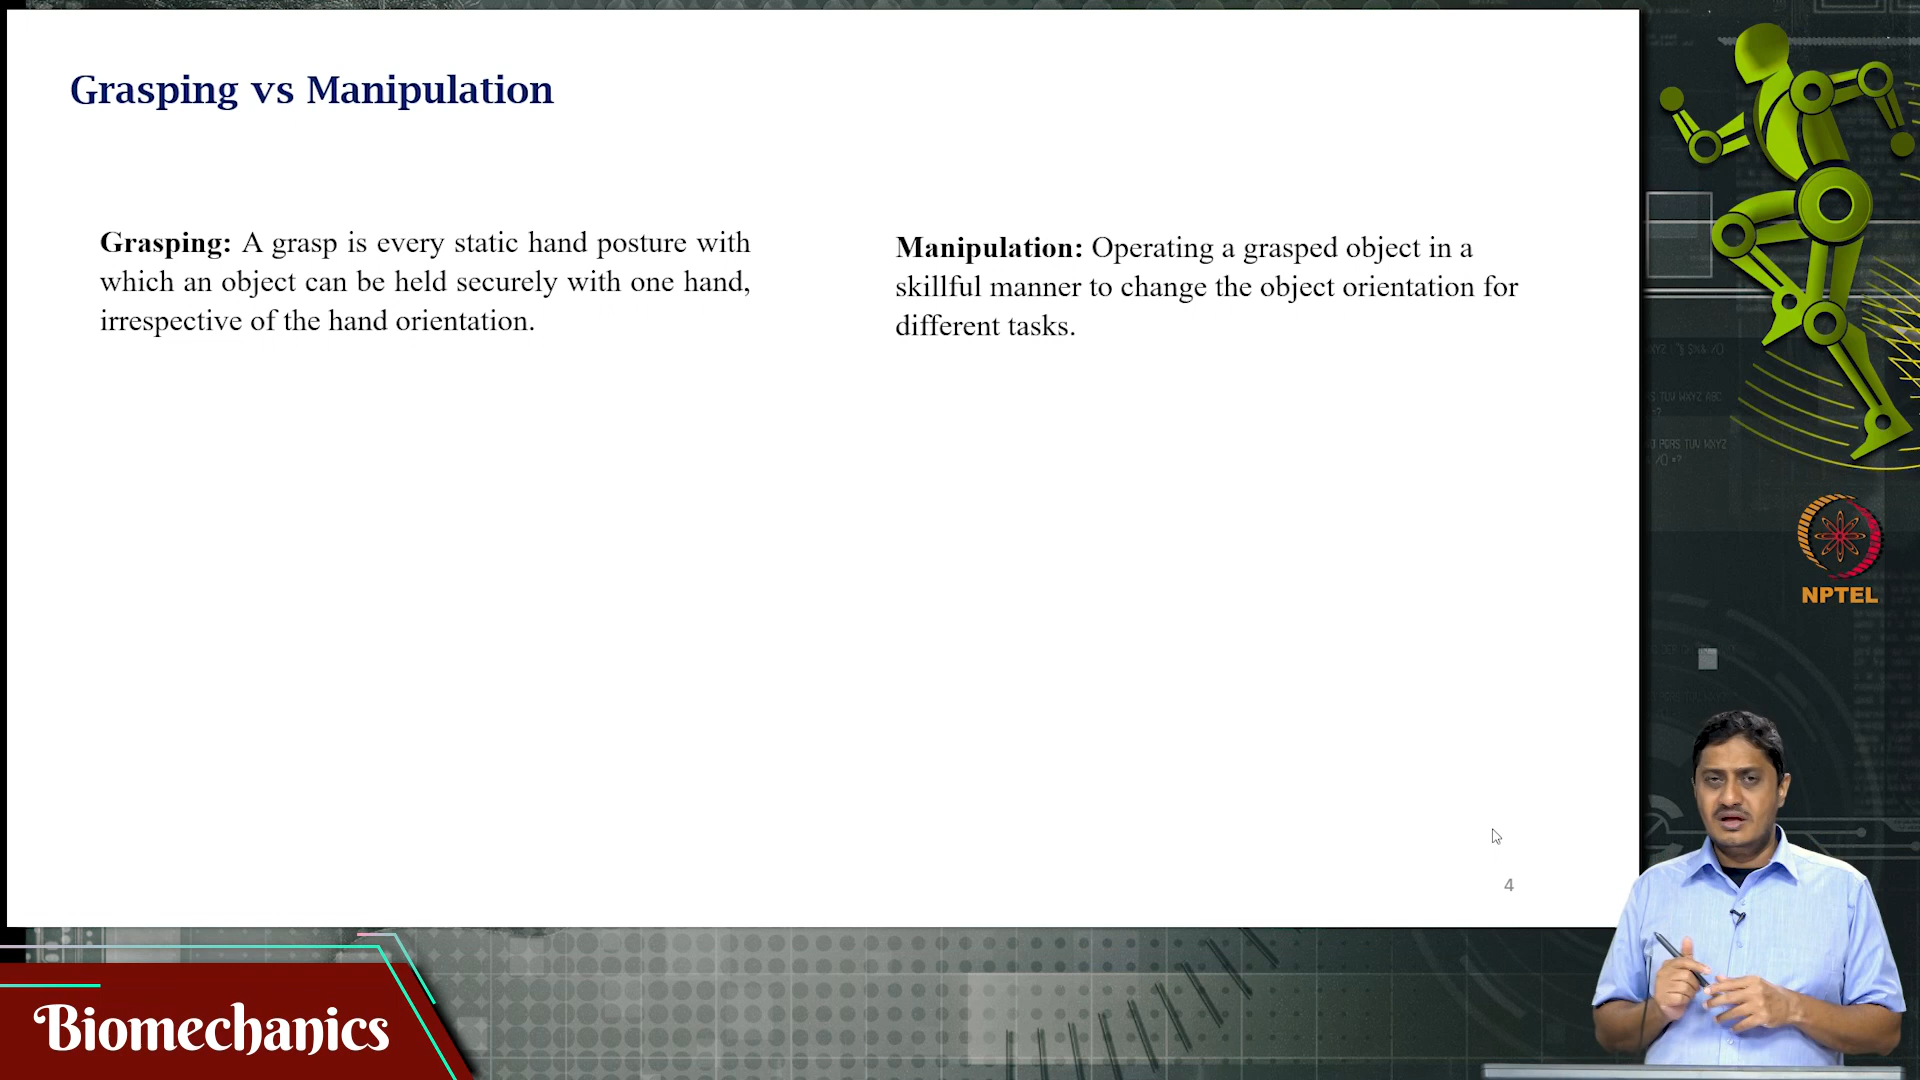 Grasping vs Manipulation
Grasping: A grasp is every static hand posture with
which an object can be held securely with one hand,
irrespective of the hand orientation.
Manipulation: Operating a grasped object in a
skillful manner to change the object orientation for
different tasks.
4
NPTEL
Biomechanics